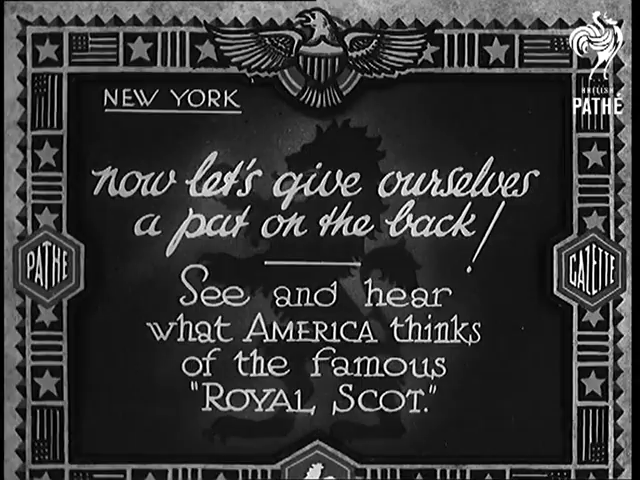 BRITISH
PATHÉ
NEW YORK
now let's give ourselves
a pat on the back!
PATHE
GAZETTE
See and hear
what AMERICA thinks
of the famous
"ROYAL SCOT."